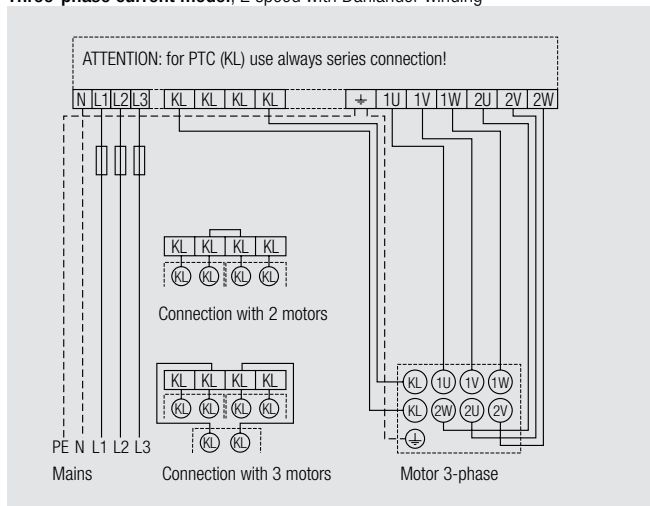 Three-phase current model, 2 speed with Dahlander winding
ATTENTION: for PTC (KL) use always series connection!
N L1 L2 L3 KL KL KL KL ⏚ 1U 1V 1W 2U 2V 2W
KL KL KL KL
KL KL KL KL
Connection with 2 motors
KL KL KL KL
KL KL KL KL
KL KL
KL 1U 1V 1W
KL 2W 2U 2V
PE N L1 L2 L3
Mains
Connection with 3 motors
Motor 3-phase